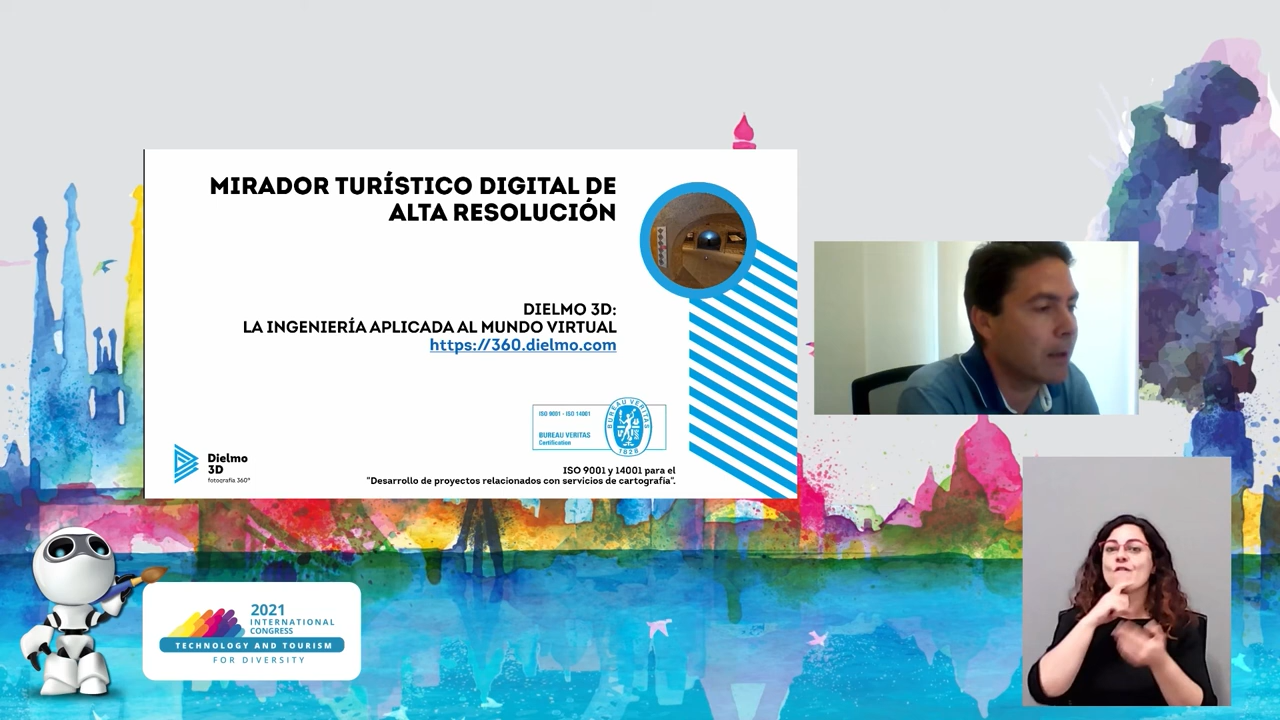 MIRADOR TURÍSTICO DIGITAL DE
ALTA RESOLUCIÓN
DIELMO 3D:
LA INGENIERÍA APLICADA AL MUNDO VIRTUAL
https://360.dielmo.com
ISO 9001 - ISO 14001
BUREAU VERITAS
Certification
BUREAU VERITAS
1828
ISO 9001 y 14001 para el
"Desarrollo de proyectos relacionados con servicios de cartografía".
Dielmo
3D
fotografía 360º
2021
INTERNATIONAL
CONGRESS
TECHNOLOGY AND TOURISM
FOR DIVERSITY